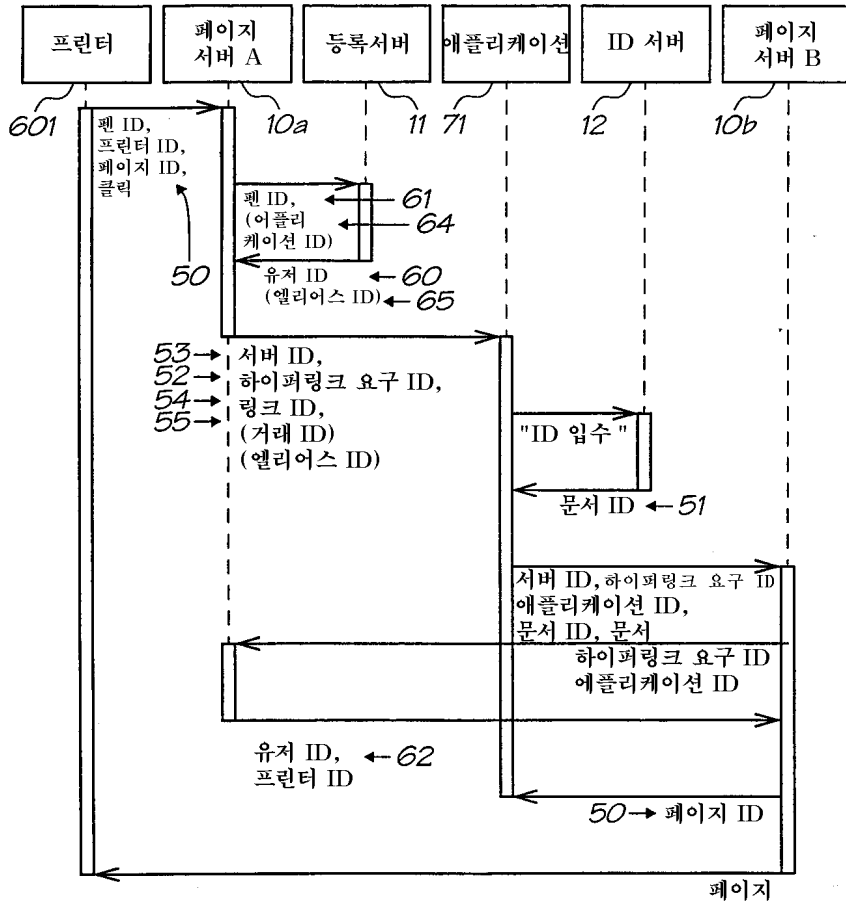 프린터
페이지
서버 A
등록서버
애플리케이션
ID 서버
페이지
서버 B
601
10a
11
71
12
10b
펜 ID,
프린터 ID,
페이지 ID,
클릭
50
펜 ID,
61
(어플리
케이션 ID)
64
유저 ID
60
(엘리어스 ID)
65
53
서버 ID,
52
하이퍼링크 요구 ID,
54
링크 ID,
55
(거래 ID)
(엘리어스 ID)
"ID 입수"
문서 ID
51
서버 ID, 하이퍼링크 요구 ID
애플리케이션 ID,
문서 ID, 문서
하이퍼링크 요구 ID
에플리케이션 ID
유저 ID,
62
프린터 ID
50
페이지 ID
페이지